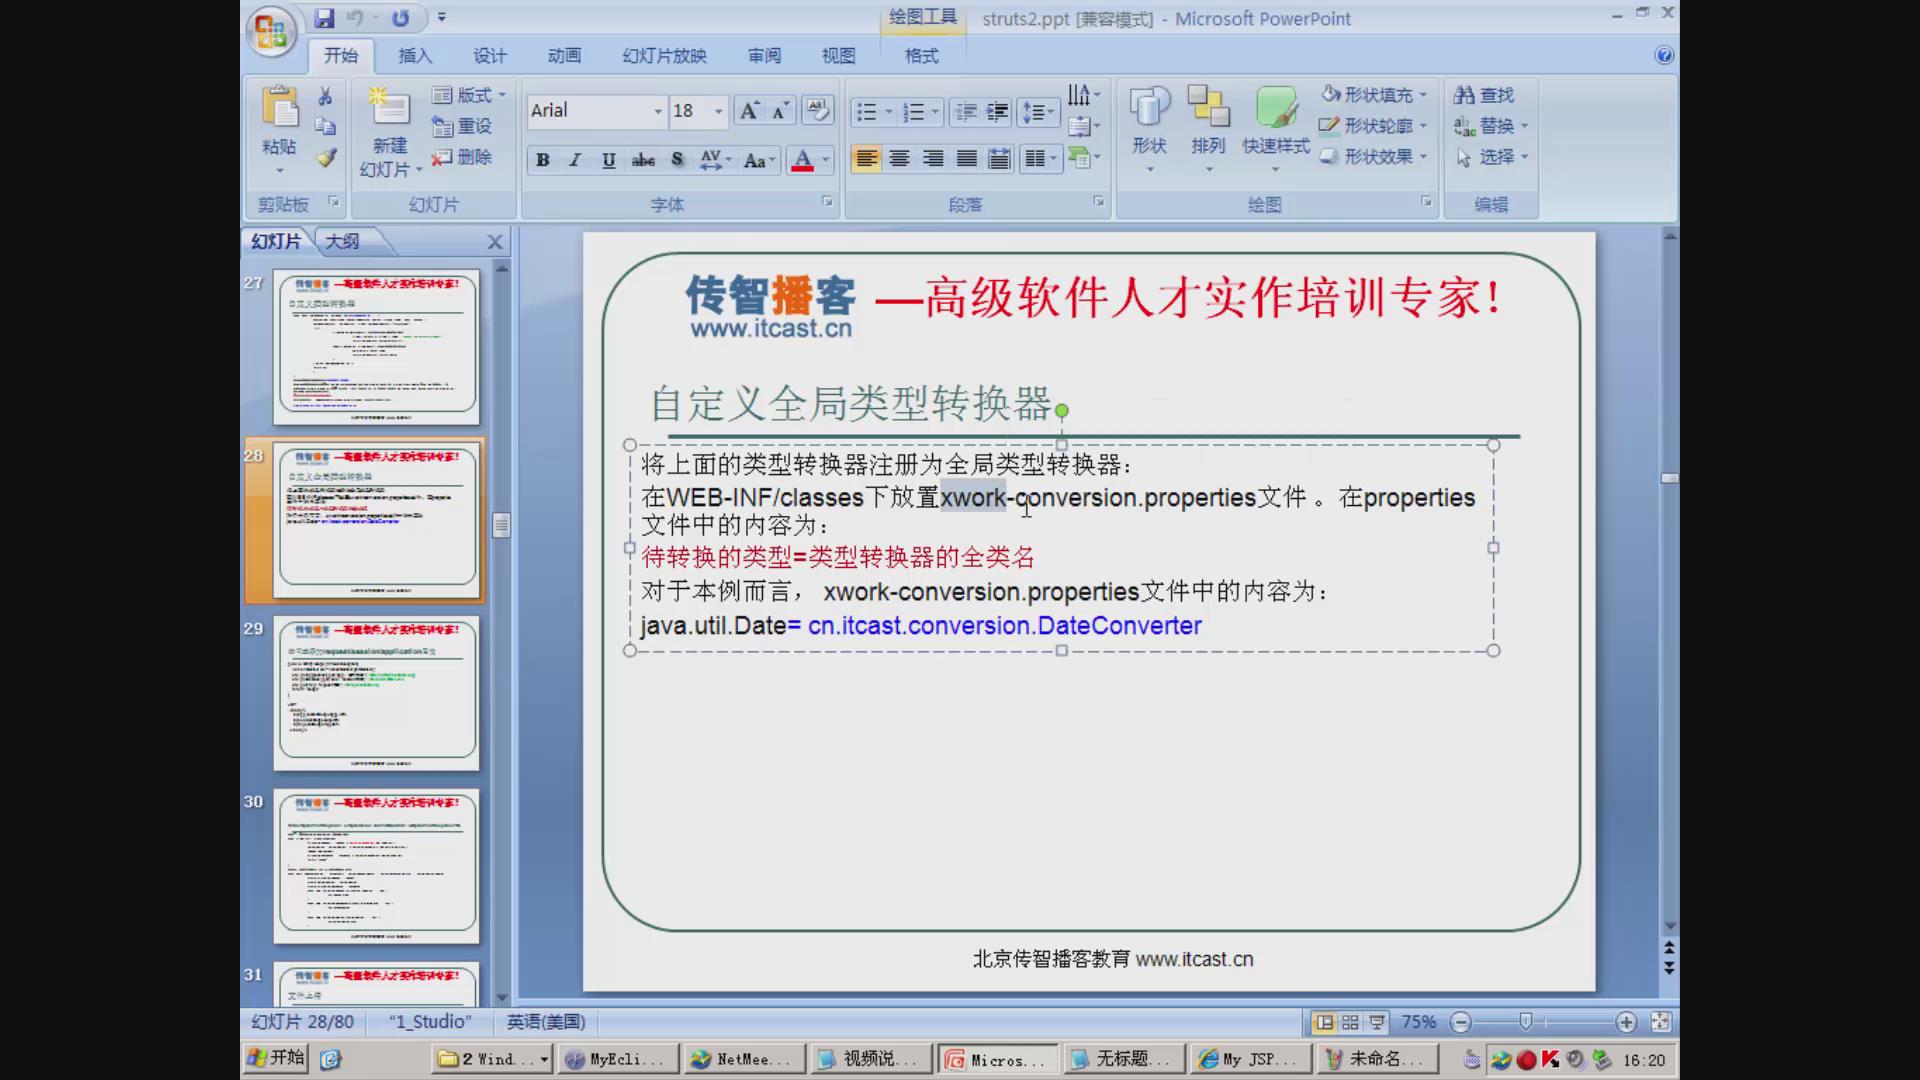 绘图工具
struts2.ppt [兼容模式] - Microsoft PowerPoint
开始 插入 设计 动画 幻灯片放映 审阅 视图 格式
粘贴
新建
幻灯片
版式
重设
删除
Arial 18
形状 排列 快速样式
形状填充
形状轮廓
形状效果
查找
替换
选择
剪贴板 幻灯片 字体 段落 绘图 编辑
幻灯片 大纲
27
28
29
30
31
文件上传
传智播客 —高级软件人才实作培训专家!
www.itcast.cn
自定义全局类型转换器
将上面的类型转换器注册为全局类型转换器：
在WEB-INF/classes下放置xwork-conversion.properties文件 。在properties
文件中的内容为：
待转换的类型=类型转换器的全类名
对于本例而言， xwork-conversion.properties文件中的内容为：
java.util.Date= cn.itcast.conversion.DateConverter
北京传智播客教育 www.itcast.cn
幻灯片 28/80 "1_Studio" 英语(美国) 75%
开始 2 Wind... MyEcli... NetMee... 视频说... Micros... 无标题... My JSP... 未命名... 16:20